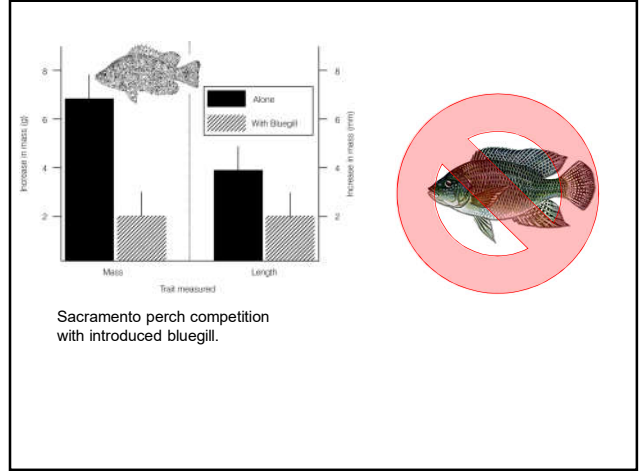 8
6
4
2
Increase in mass (g)
Alone
With Bluegill
8
6
4
2
Increase in mass (mm)
Mass
Length
Trait measured
Sacramento perch competition
with introduced bluegill.